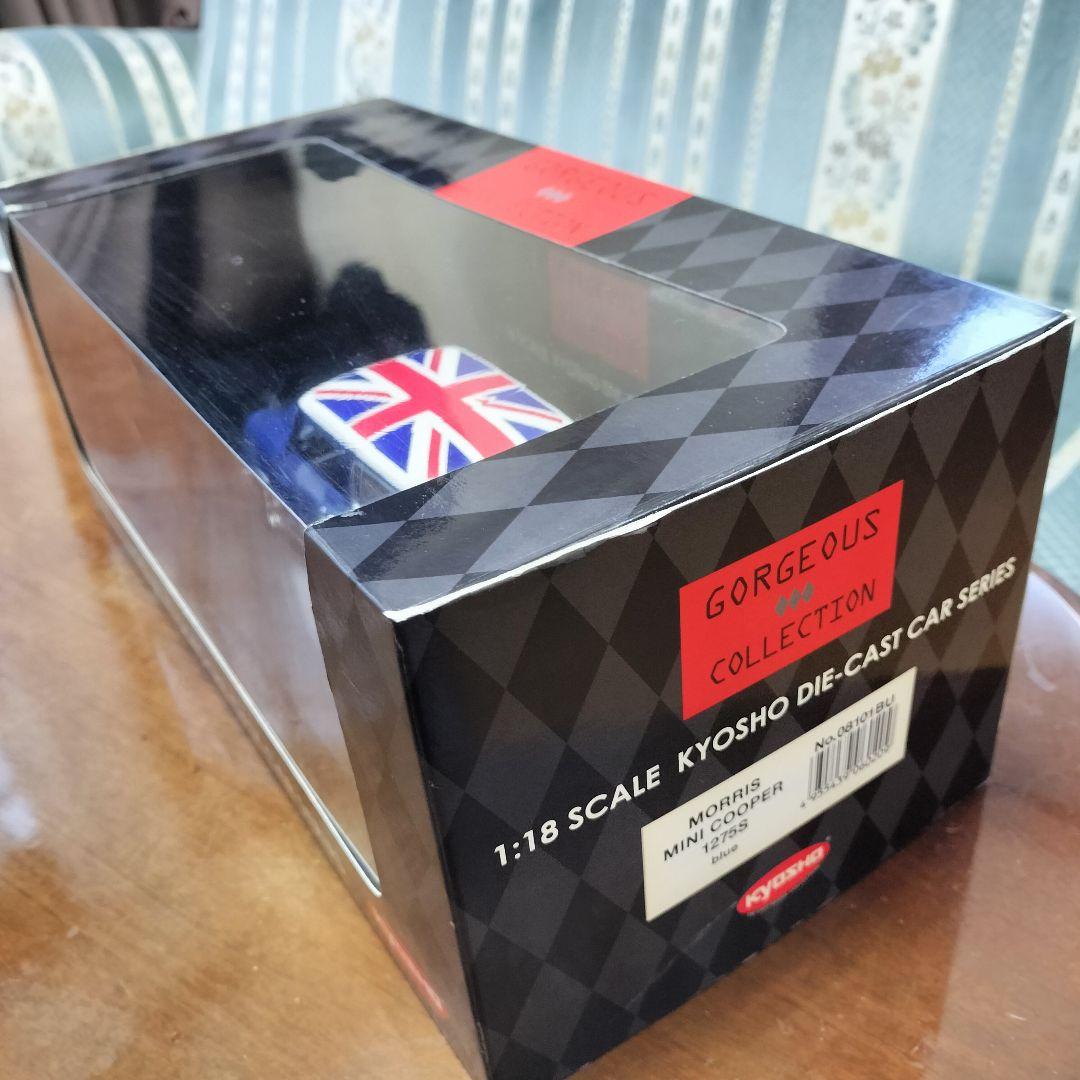 GORGEOUS
COLLECTION
1:18 SCALE KYOSHO DIE-CAST CAR SERIES
MORRIS
MINI COOPER
1275S
blue
No.08101BU
KYOSHO